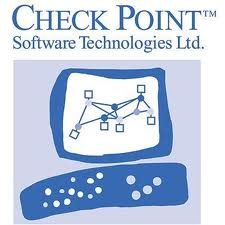 CHECK POINT™
Software Technologies Ltd.